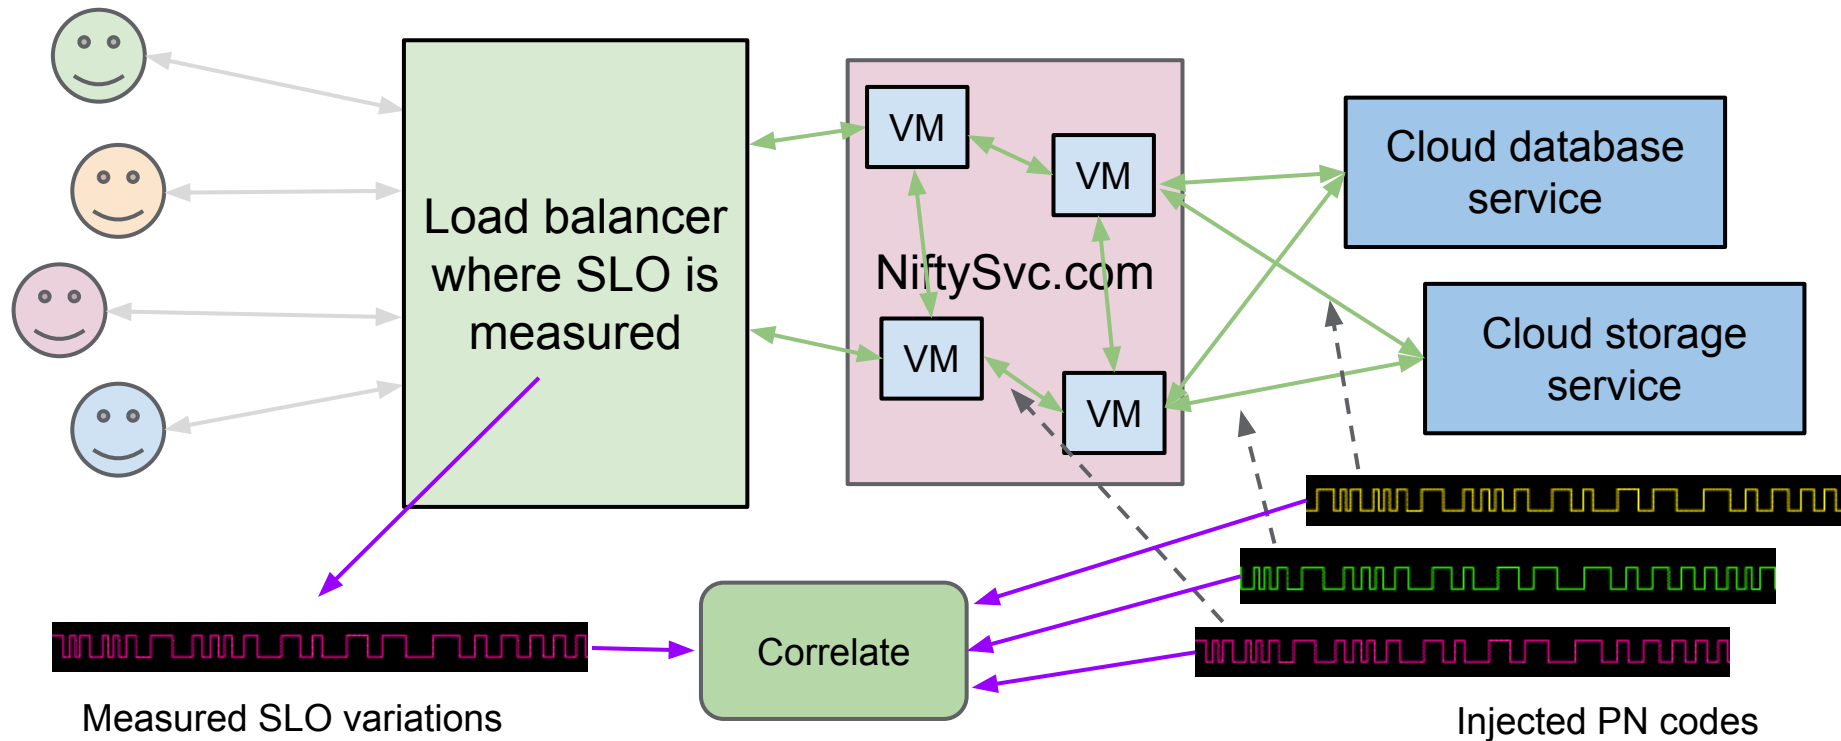 Load balancer
where SLO is
measured
VM
VM
NiftySvc.com
VM
VM
Cloud database
service
Cloud storage
service
Correlate
Measured SLO variations
Injected PN codes